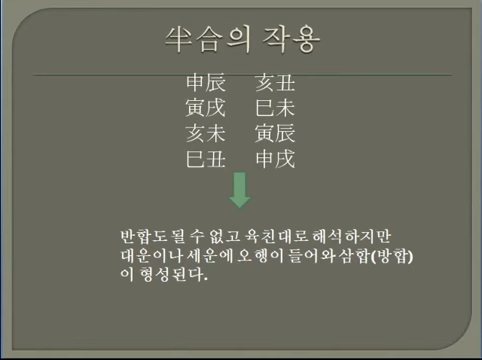 半合의 작용
申辰 亥丑
寅戌 巳未
亥未 寅辰
巳丑 申戌
반합도 될 수 없고 육친대로 해석하지만
대운이나 세운에 오행이 들어와 삼합(방합)
이 형성된다.